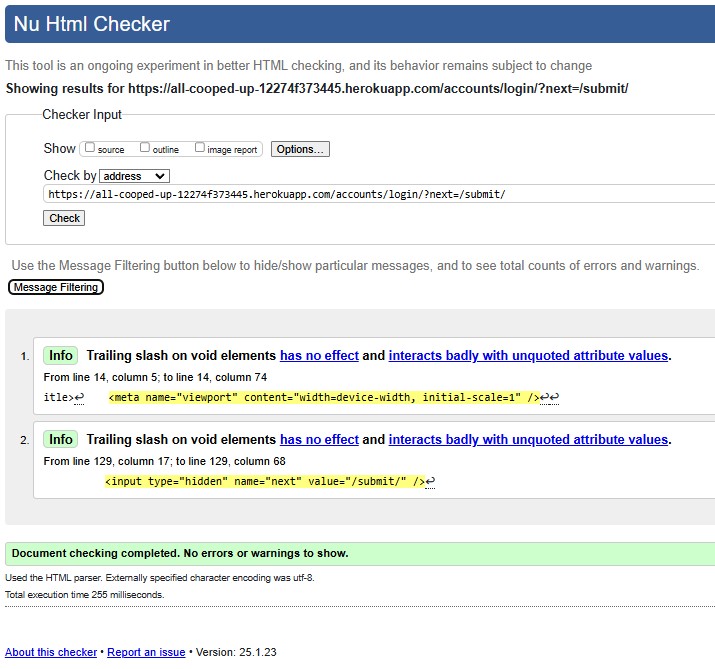 Nu Html Checker
This tool is an ongoing experiment in better HTML checking, and its behavior remains subject to change
Showing results for https://all-cooped-up-12274f373445.herokuapp.com/accounts/login/?next=/submit/
Checker Input
Show source outline image report Options...
Check by address
https://all-cooped-up-12274f373445.herokuapp.com/accounts/login/?next=/submit/
Check
Use the Message Filtering button below to hide/show particular messages, and to see total counts of errors and warnings.
Message Filtering
1. Info Trailing slash on void elements has no effect and interacts badly with unquoted attribute values.
From line 14, column 5; to line 14, column 74
itle>↩ <meta name="viewport" content="width=device-width, initial-scale=1" />↩↩
2. Info Trailing slash on void elements has no effect and interacts badly with unquoted attribute values.
From line 129, column 17; to line 129, column 68
<input type="hidden" name="next" value="/submit/" />↩
Document checking completed. No errors or warnings to show.
Used the HTML parser. Externally specified character encoding was utf-8.
Total execution time 255 milliseconds.
About this checker • Report an issue • Version: 25.1.23